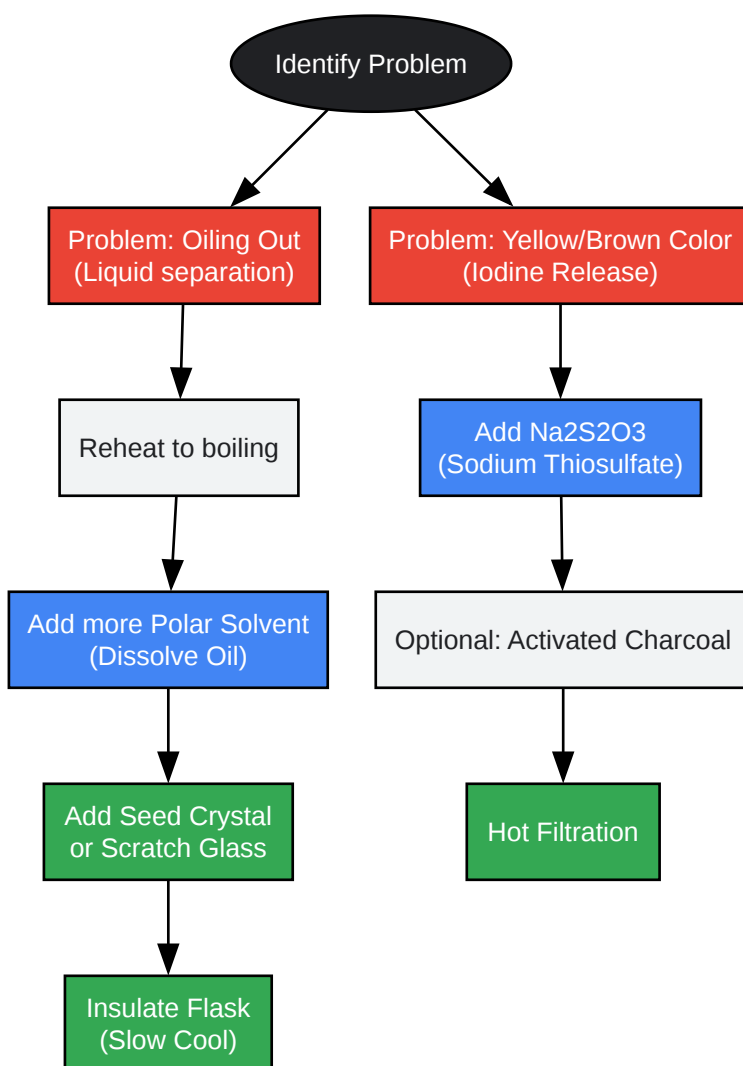 Identify Problem
Problem: Oiling Out
(Liquid separation)
Problem: Yellow/Brown Color
(Iodine Release)
Reheat to boiling
Add Na2S2O3
(Sodium Thiosulfate)
Add more Polar Solvent
(Dissolve Oil)
Optional: Activated Charcoal
Add Seed Crystal
or Scratch Glass
Hot Filtration
Insulate Flask
(Slow Cool)